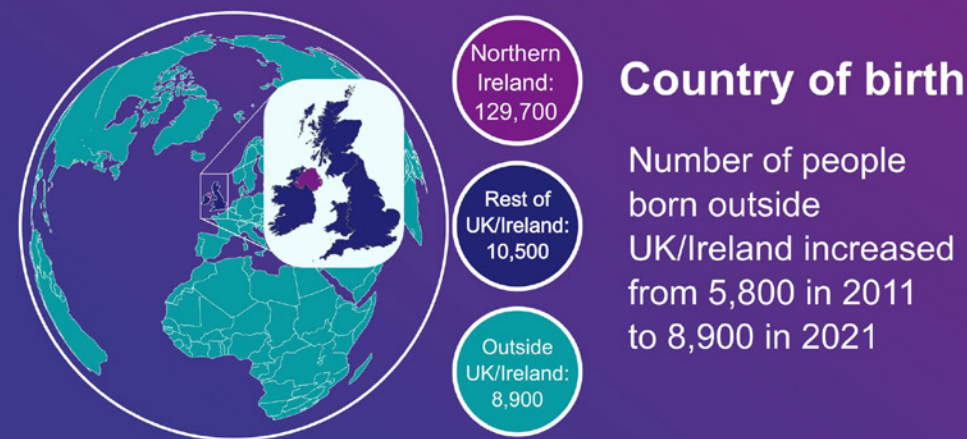 Northern
Ireland:
129,700
Country of birth
Rest of
UK/Ireland:
10,500
Number of people
born outside
UK/Ireland increased
from 5,800 in 2011
to 8,900 in 2021
Outside
UK/Ireland:
8,900